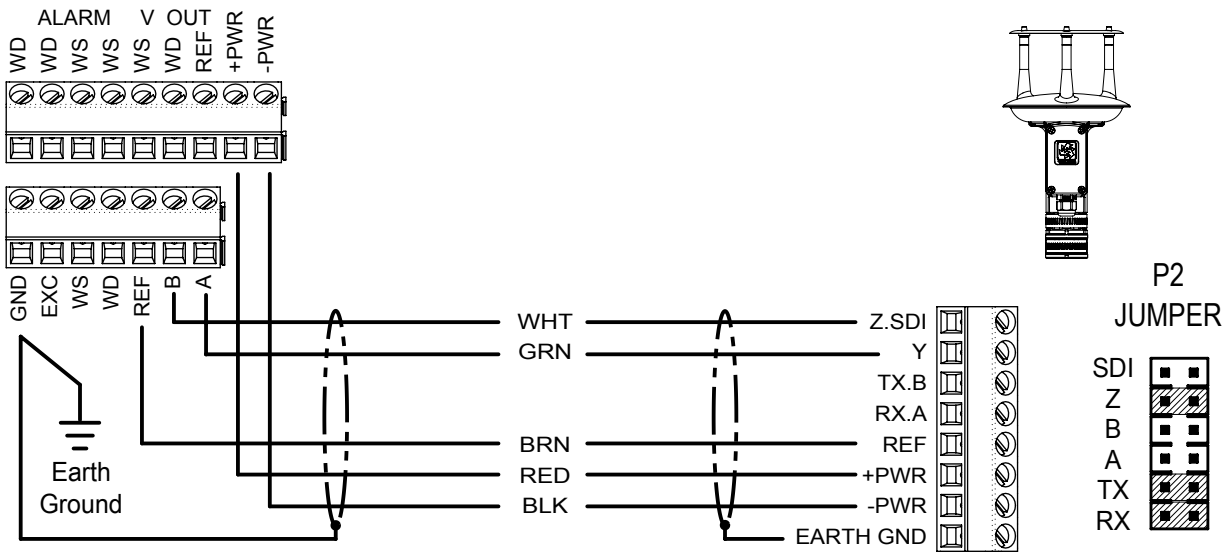 ALARM V OUT
WD WD WS WS WS WD REF +PWR -PWR
GND EXC WS WD REF B A
Earth
Ground
WHT
GRN
BRN
RED
BLK
Z.SDI
Y
TX.B
RX.A
REF
+PWR
-PWR
EARTH GND
P2
JUMPER
SDI
Z
B
A
TX
RX